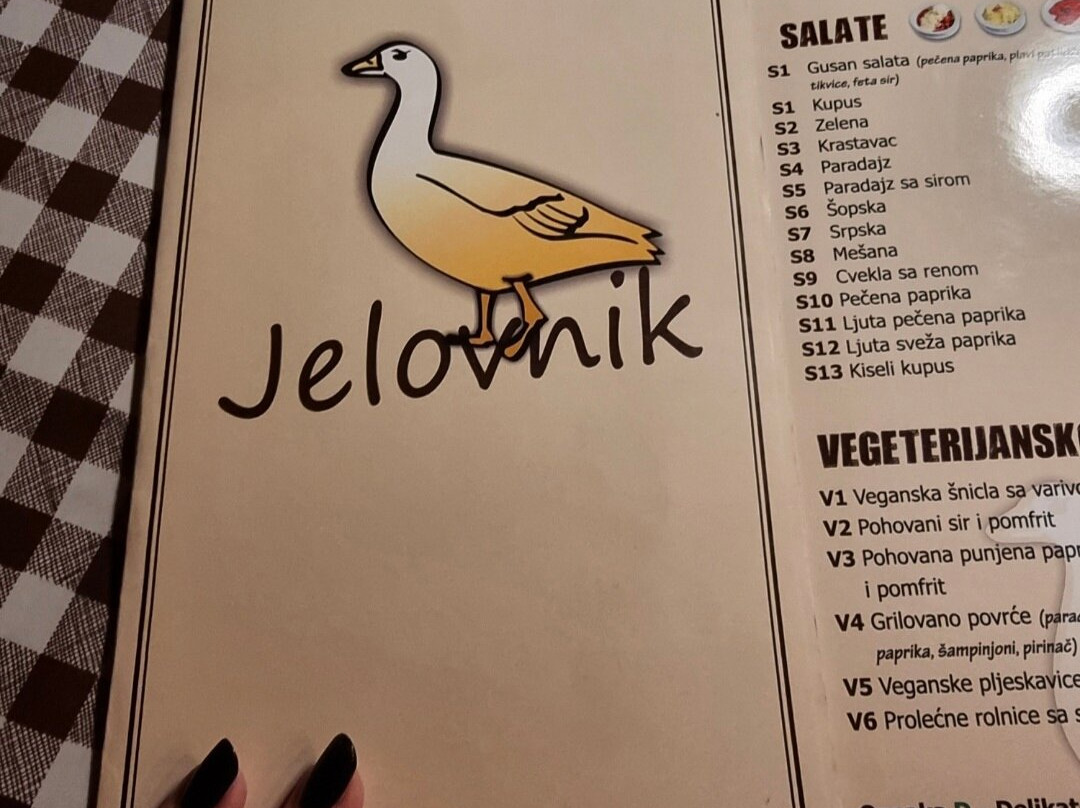 Jelovnik
SALATE
S1 Gusan salata (pečena paprika, plavi
tikvice, feta sir)
S1 Kupus
S2 Zelena
S3 Krastavac
S4 Paradajz
S5 Paradajz sa sirom
S6 Šopska
S7 Srpska
S8 Mešana
S9 Cvekla sa renom
S10 Pečena paprika
S11 Ljuta pečena paprika
S12 Ljuta sveža paprika
S13 Kiseli kupus
VEGETERIJANSK
V1 Veganska šnicla sa variv
V2 Pohovani sir i pomfrit
V3 Pohovana punjena pap
i pomfrit
V4 Grilovano povrće (para
paprika, šampinjoni, pirinač)
V5 Veganske pljeskavice
V6 Prolećne rolnice sa s